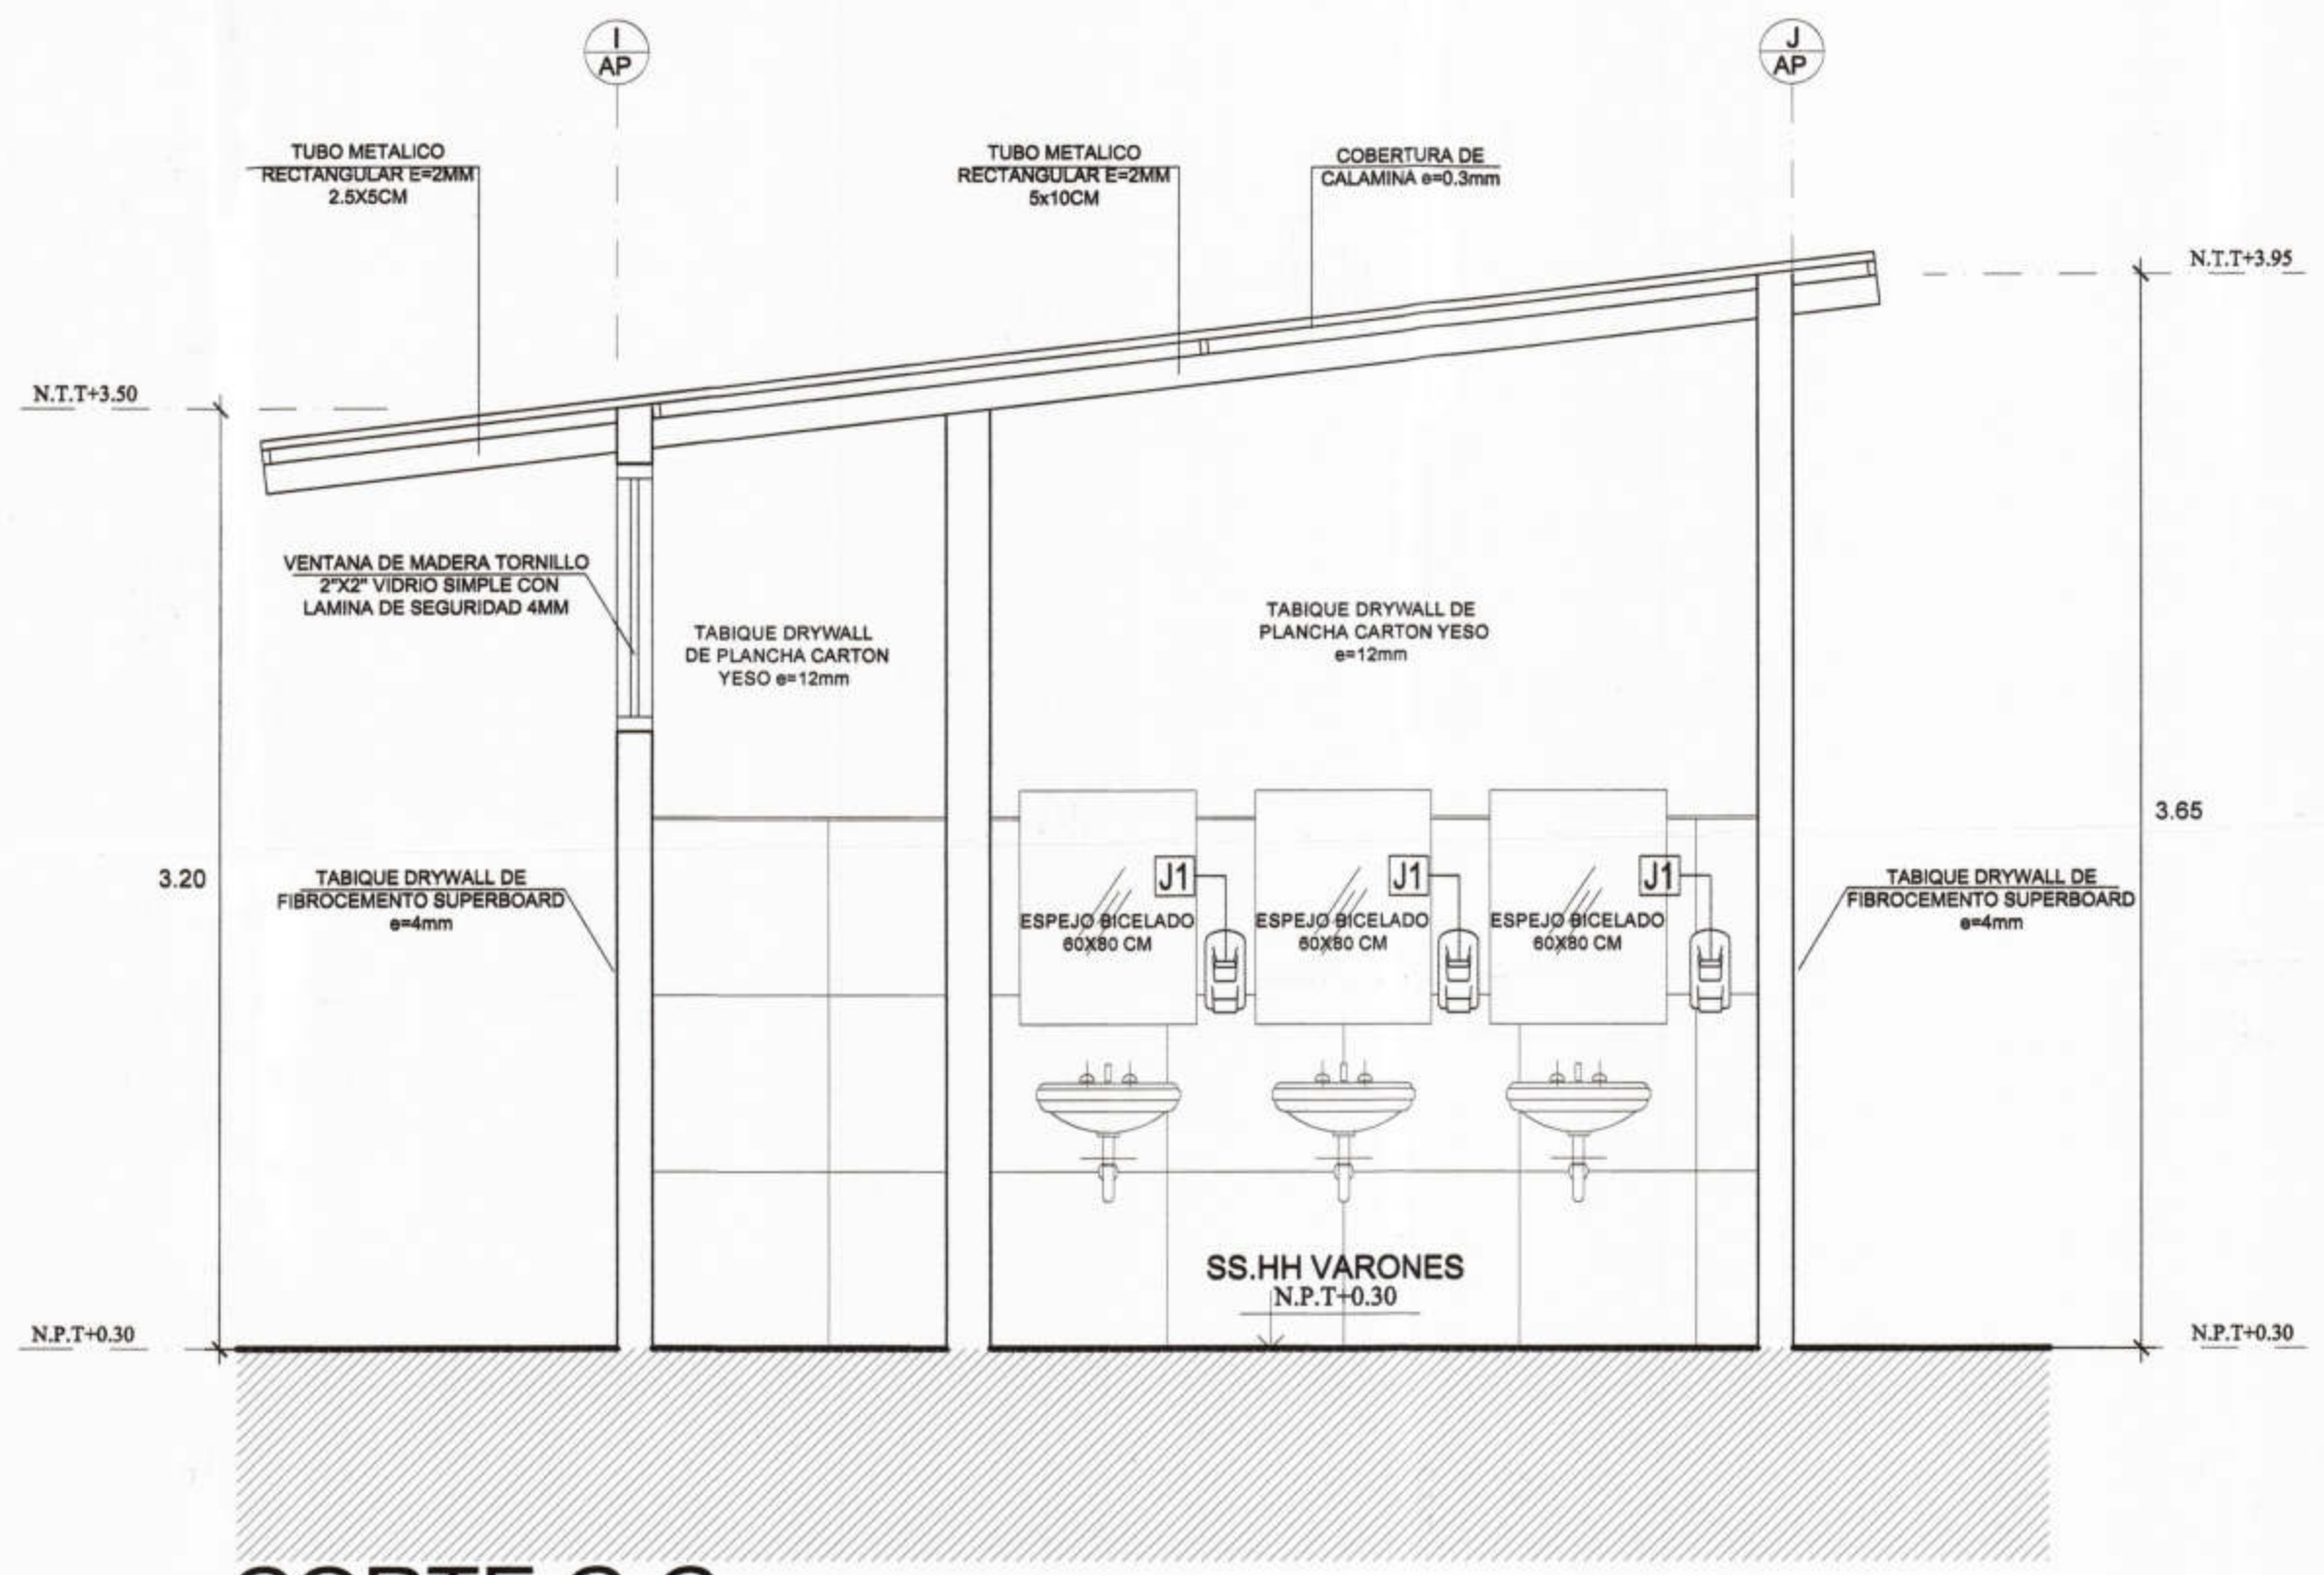 I
AP
J
AP
TUBO METALICO
RECTANGULAR E=2MM
2.5X5CM
TUBO METALICO
RECTANGULAR E=2MM
5x10CM
COBERTURA DE
CALAMINA e=0.3mm
N.T.T+3.95
N.T.T+3.50
VENTANA DE MADERA TORNILLO
2"X2" VIDRIO SIMPLE CON
LAMINA DE SEGURIDAD 4MM
TABIQUE DRYWALL
DE PLANCHA CARTON
YESO e=12mm
TABIQUE DRYWALL DE
PLANCHA CARTON YESO
e=12mm
3.65
3.20
TABIQUE DRYWALL DE
FIBROCEMENTO SUPERBOARD
e=4mm
J1
ESPEJO BICELADO
60X80 CM
J1
ESPEJO BICELADO
60X80 CM
J1
ESPEJO BICELADO
60X80 CM
TABIQUE DRYWALL DE
FIBROCEMENTO SUPERBOARD
e=4mm
SS.HH VARONES
N.P.T+0.30
N.P.T+0.30
N.P.T+0.30
CORTE